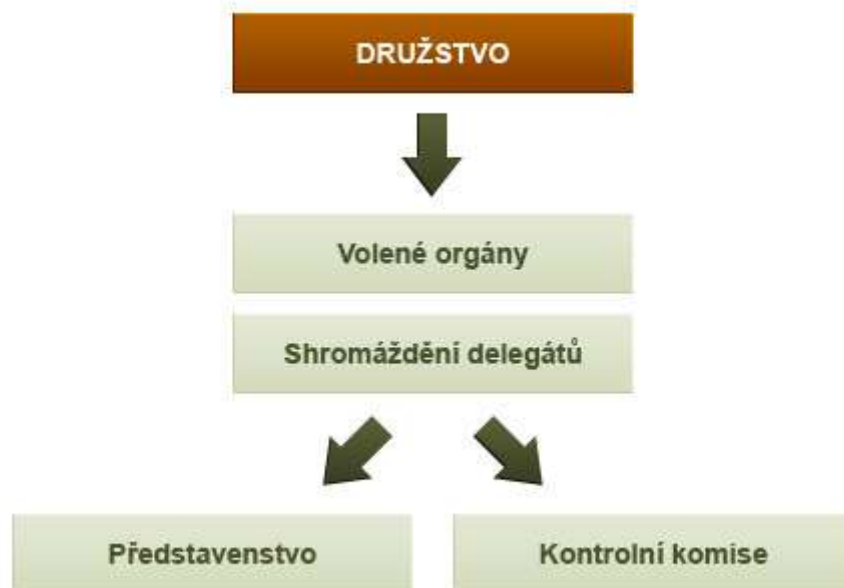 DRUŽSTVO
Volené orgány
Shromáždění delegátů
Představenstvo
Kontrolní komise